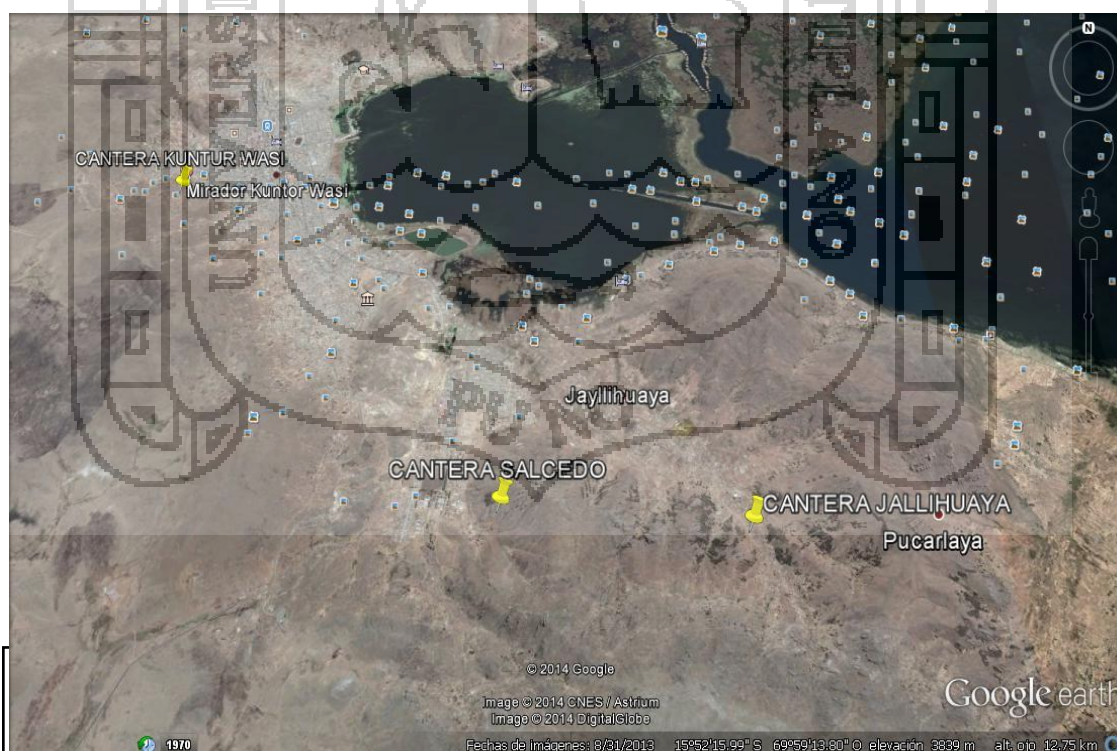 N
CANTERA KUNTUR WASI
Mirador Kuntor Wasi
Jayllihuaya
CANTERA SALCEDO
CANTERA JALLIHUAYA
Pucarlaya
PUNO
© 2014 Google
Image © 2014 CNES / Astrium
Image © 2014 DigitalGlobe
Google earth
1970
Fechas de imágenes: 8/31/2013 15°52'15.99" S 69°59'13.80" O elevación 3839 m alt. ojo 12.75 km